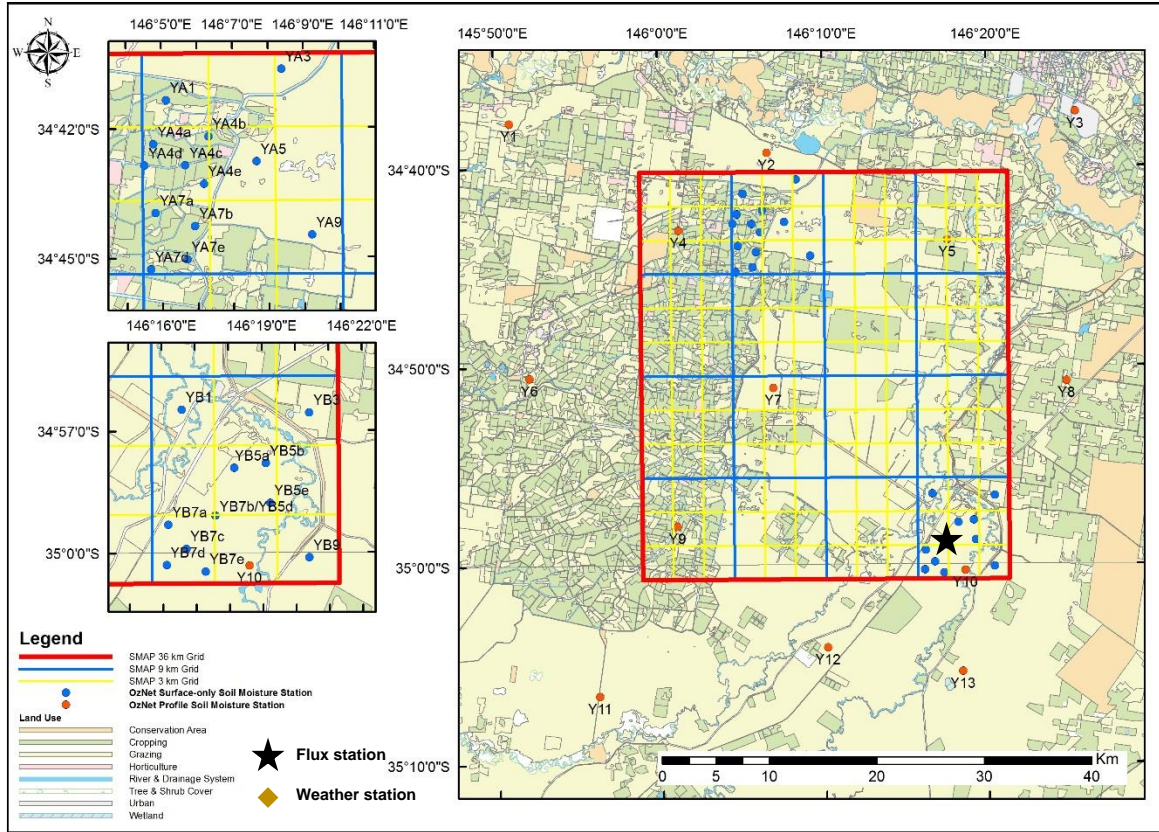 N
W E
S
146°5'0"E 146°7'0"E 146°9'0"E 146°11'0"E
YA3
YA1
34°42'0"S
YA4b
YA4a
YA4d YA4c YA5
YA4e
YA7a
YA7b
YA9
YA7e
34°45'0"S
YA7d
146°16'0"E 146°19'0"E 146°22'0"E
YB1 YB3
34°57'0"S
YB5a YB5b
YB5e
YB7a YB7b/YB5d
YB7c
35°0'0"S
YB7d YB7e YB9
Y10
Legend
SMAP 36 km Grid
SMAP 9 km Grid
SMAP 3 km Grid
OzNet Surface-only Soil Moisture Station
OzNet Profile Soil Moisture Station
Land Use
Conservation Area
Cropping
Grazing
Horticulture
River & Drainage System
Tree & Shrub Cover
Urban
Wetland
Flux station
Weather station
145°50'0"E 146°0'0"E 146°10'0"E 146°20'0"E
Y1 Y3
Y2
34°40'0"S
Y4 Y5
34°50'0"S
Y6 Y7 Y8
Y9
35°0'0"S
Y10
Y12
Y13
Y11
35°10'0"S
0 5 10 20 30 40
Km